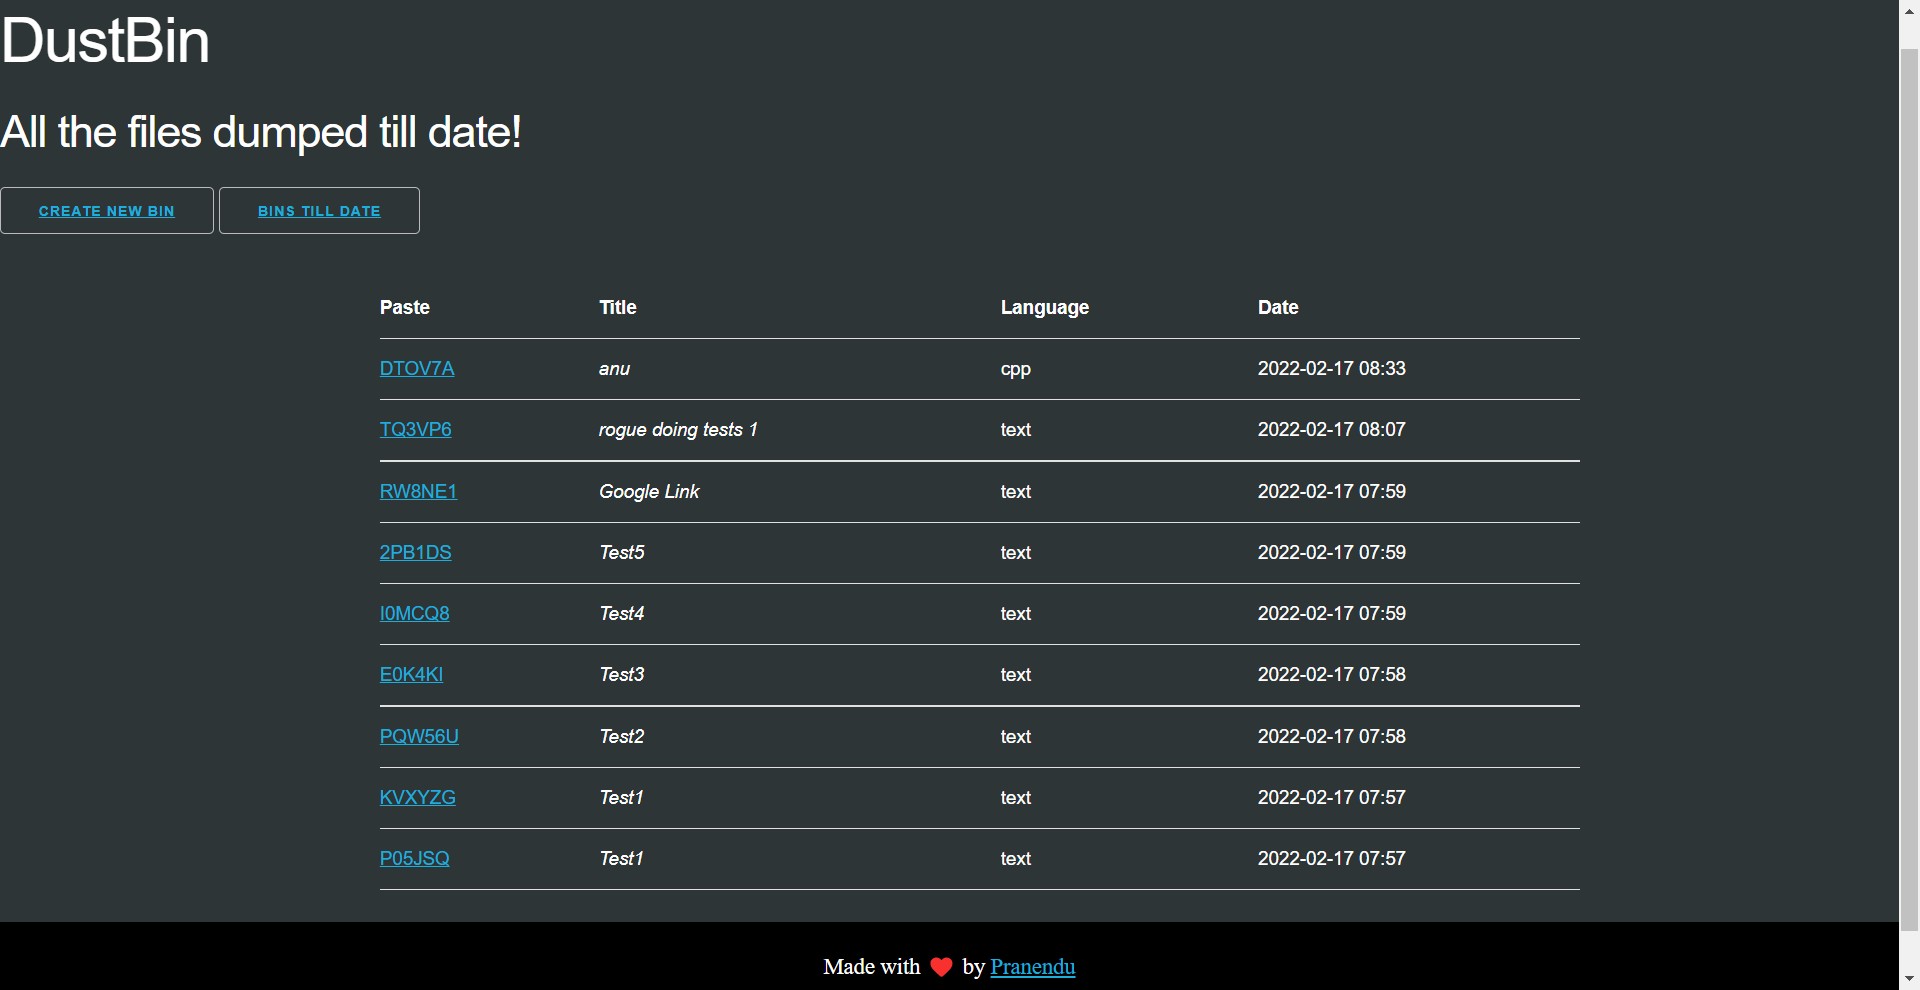 DustBin
All the files dumped till date!
CREATE NEW BIN BINS TILL DATE
Paste Title Language Date
DTOV7A anu cpp 2022-02-17 08:33
TQ3VP6 rogue doing tests 1 text 2022-02-17 08:07
RW8NE1 Google Link text 2022-02-17 07:59
2PB1DS Test5 text 2022-02-17 07:59
I0MCQ8 Test4 text 2022-02-17 07:59
E0K4KI Test3 text 2022-02-17 07:58
PQW56U Test2 text 2022-02-17 07:58
KVXYZG Test1 text 2022-02-17 07:57
P05JSQ Test1 text 2022-02-17 07:57
Made with ❤️ by Pranendu